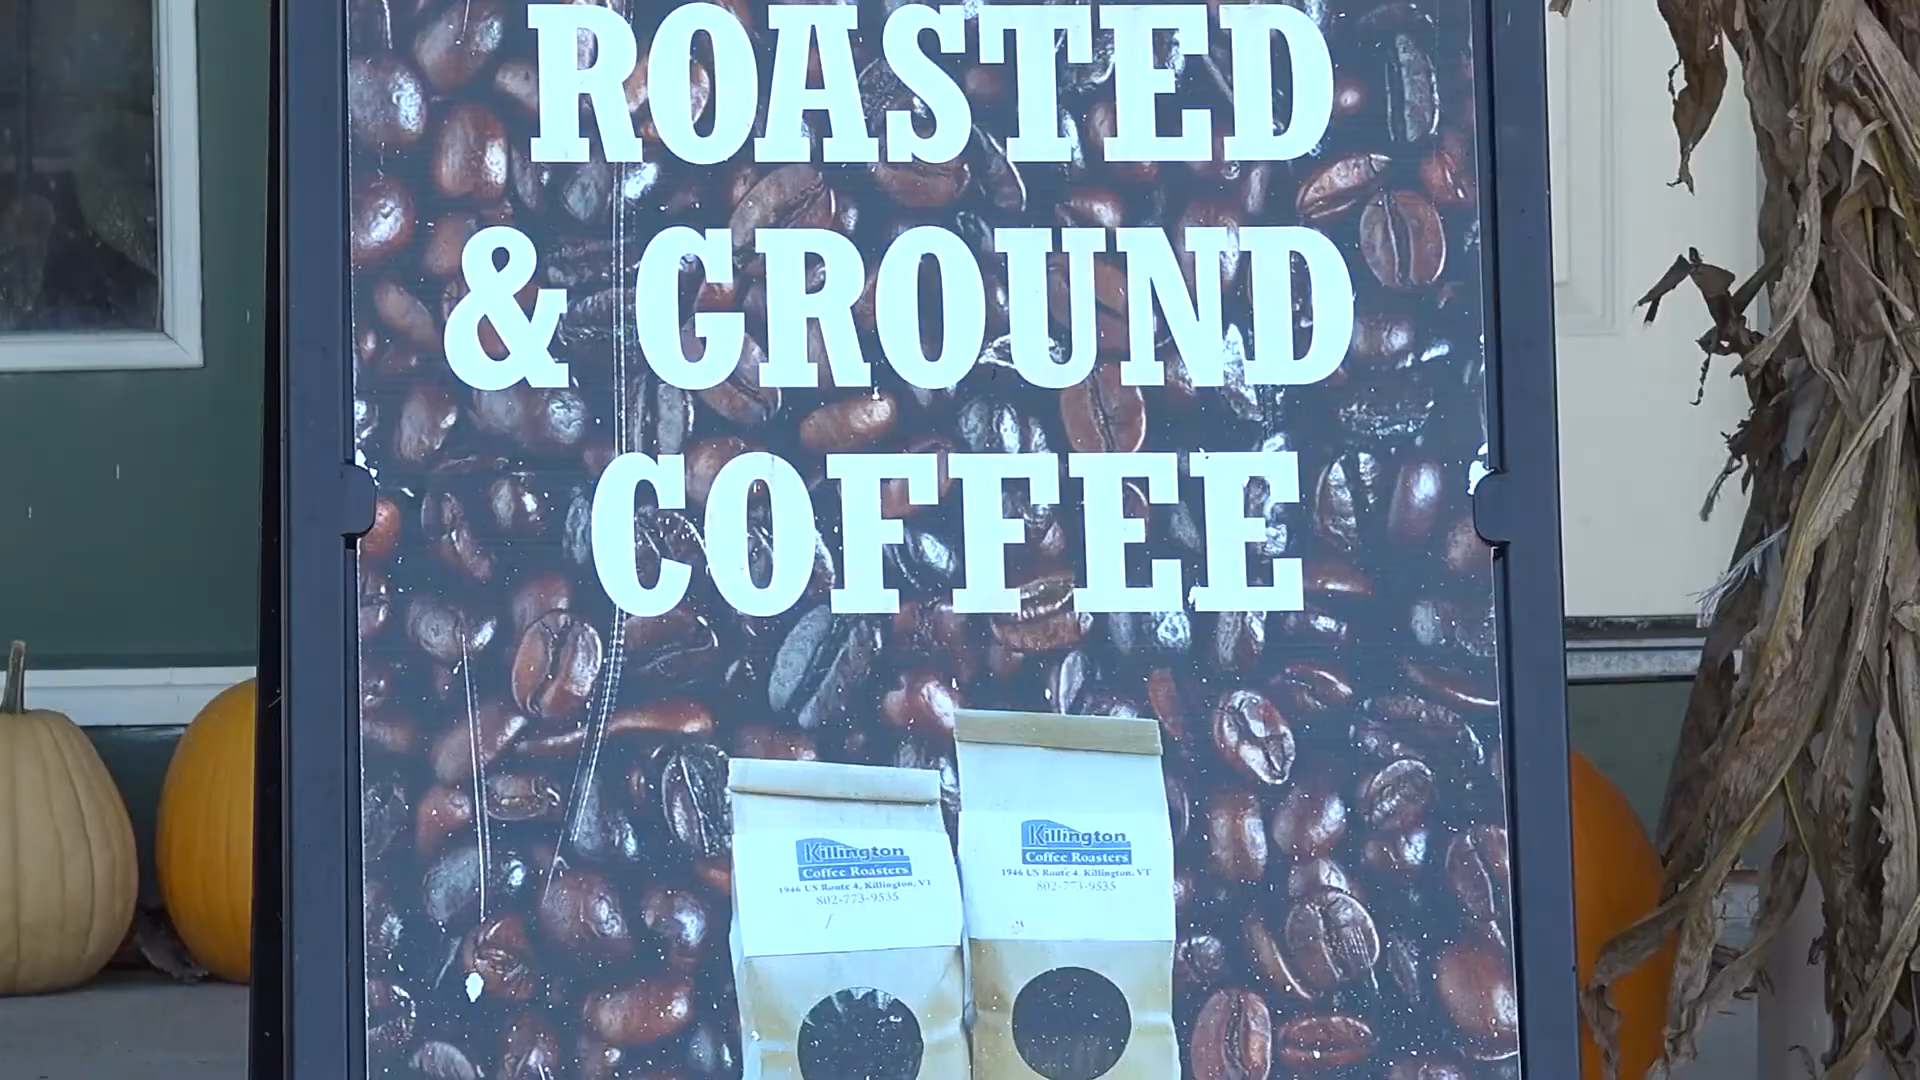 ROASTED
& GROUND
COFFEE
Killington
Coffee Roasters
1946 US Route 4, Killington, VT
802-773-9535
Killington
Coffee Roasters
1946 US Route 4, Killington, VT
802-773-9535